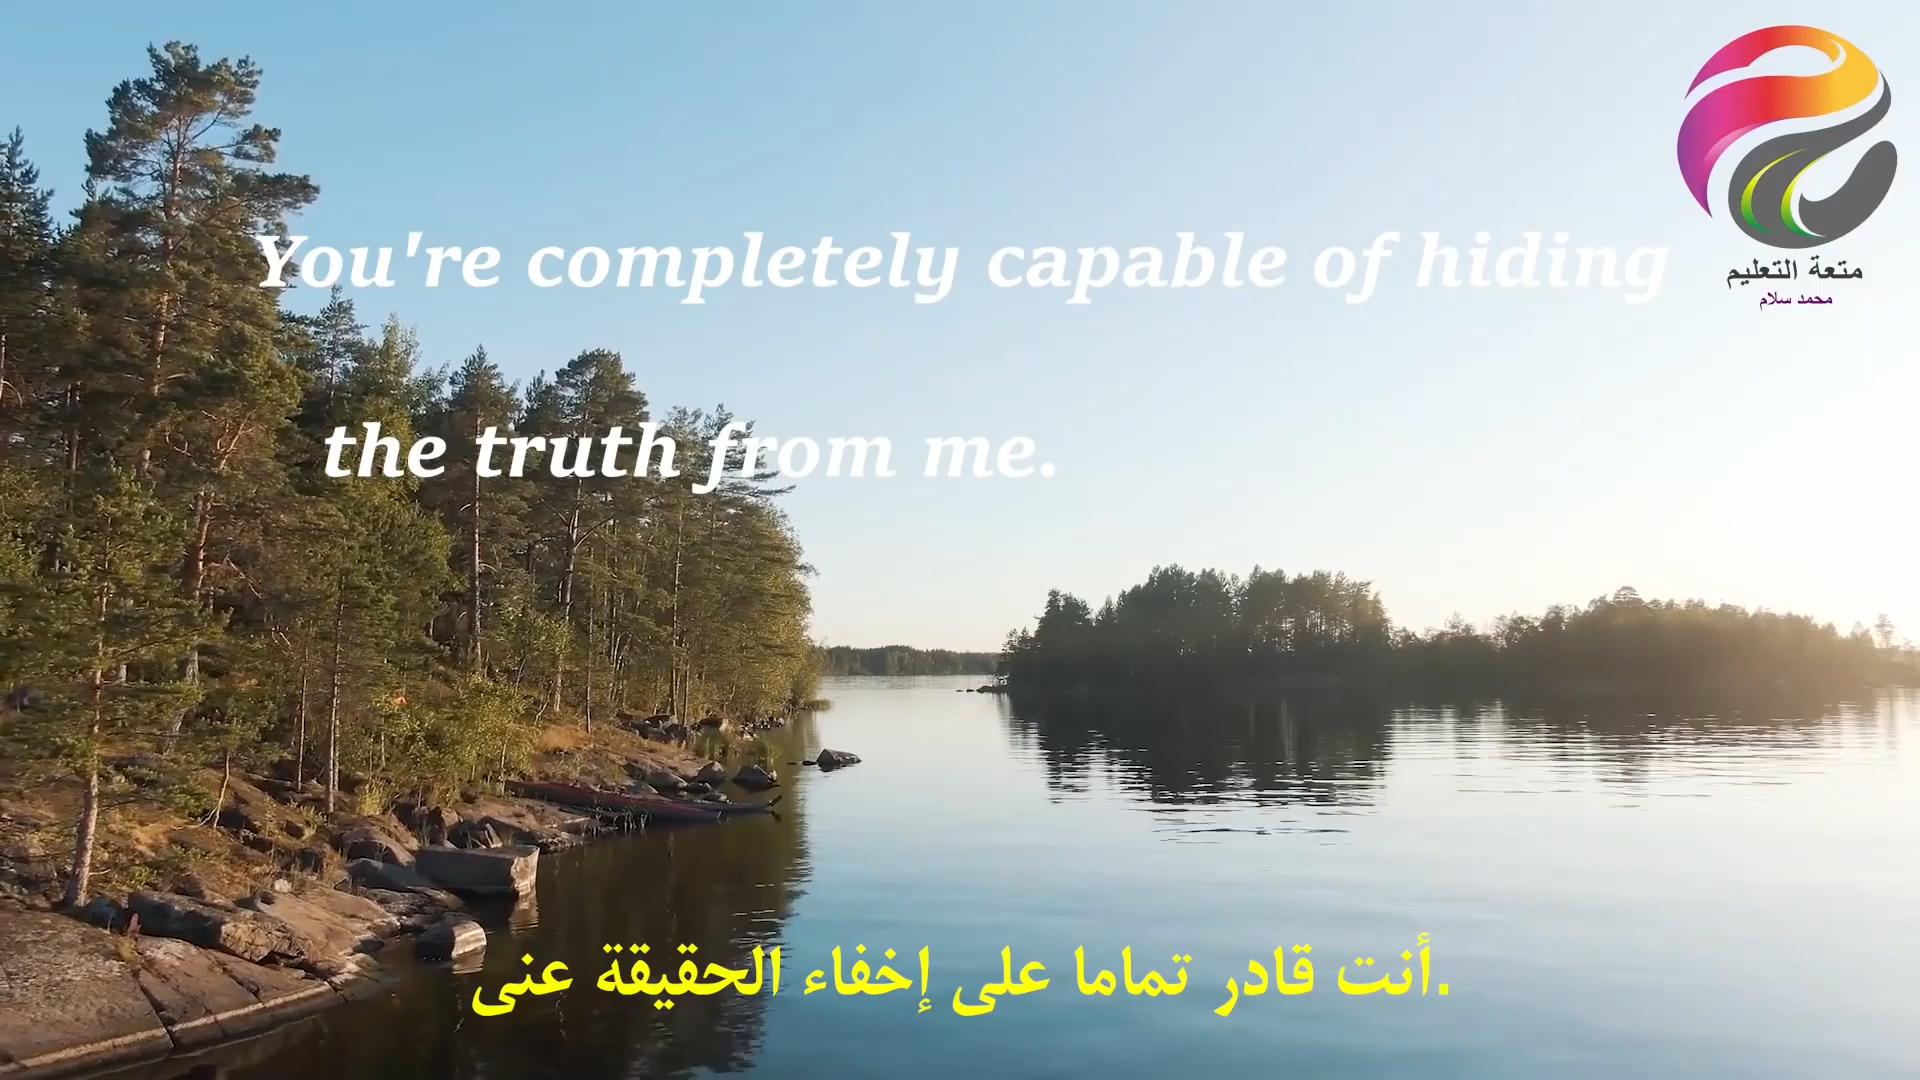 متعة التعليم
محمد سلام
You're completely capable of hiding
the truth from me.
أنت قادر تماما على إخفاء الحقيقة عنى.